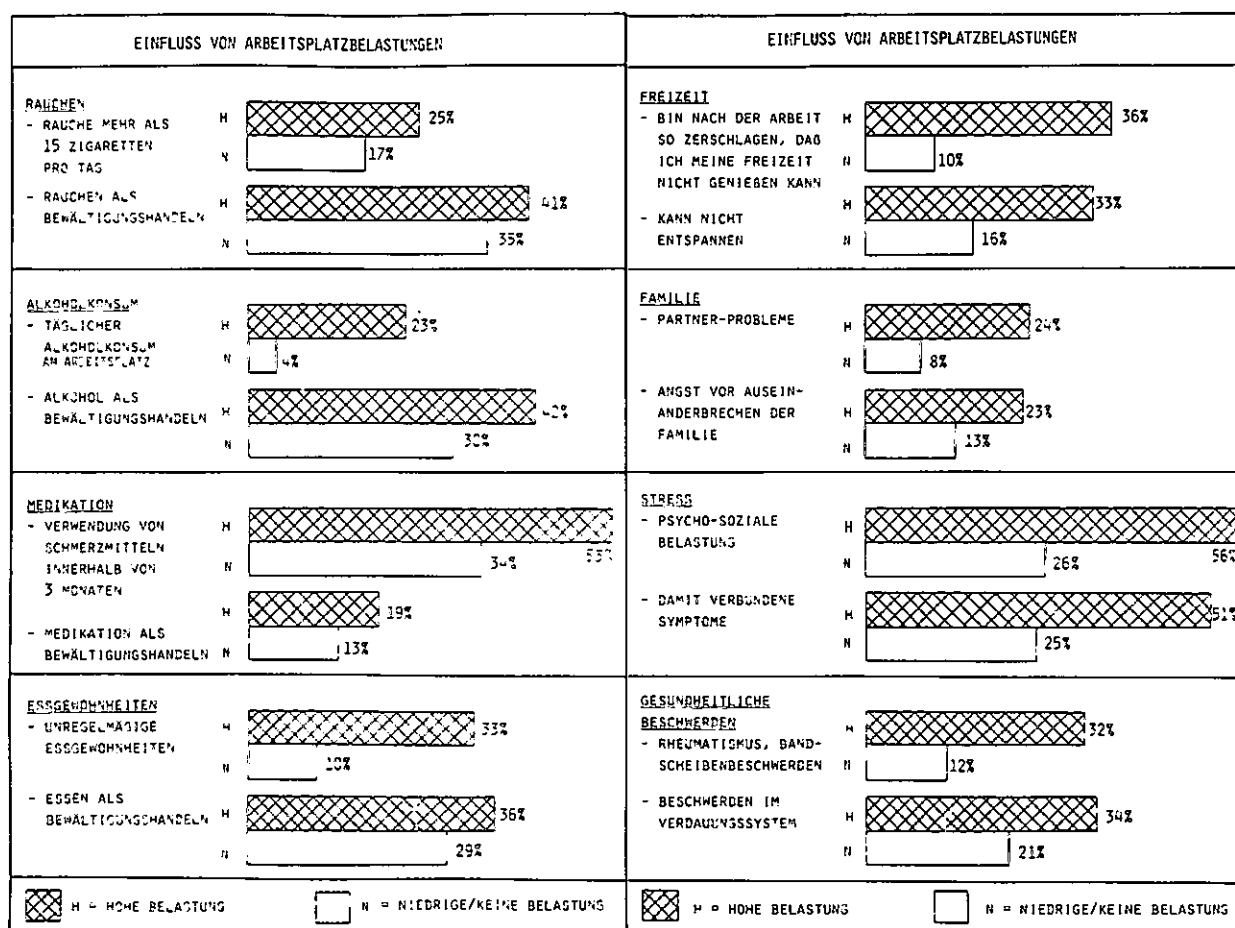 EINFLUSS VON ARBEITSPLATZBELASTUNGEN
RAUCHEN
- RAUCHE MEHR ALS
15 ZIGARETTEN
PRO TAG
H 25%
N 17%
- RAUCHEN ALS
BEWÄLTIGUNGSHANDELN
H 41%
N 35%
ALKOHOLKONSUM
- TÄGLICHER
ALKOHOLKONSUM
AM ARBEITSPLATZ
H 23%
N 4%
- ALKOHOL ALS
BEWÄLTIGUNGSHANDELN
H
N 30%
MEDIKATION
- VERWENDUNG VON
SCHMERZMITTELN
INNERHALB VON
3 MONATEN
H
N 34%
- MEDIKATION ALS
BEWÄLTIGUNGSHANDELN
H 19%
N 13%
ESSGEWOHNHEITEN
- UNREGELMÄßIGE
ESSGEWOHNHEITEN
H 33%
N 10%
- ESSEN ALS
BEWÄLTIGUNGSHANDELN
H 36%
N 29%
H = HOHE BELASTUNG
N = NIEDRIGE/KEINE BELASTUNG
EINFLUSS VON ARBEITSPLATZBELASTUNGEN
FREIZEIT
- BIN NACH DER ARBEIT
SO ZERSCHLAGEN, DAß
ICH MEINE FREIZEIT
NICHT GENIEßEN KANN
H 36%
N 10%
- KANN NICHT
ENTSPANNEN
H 33%
N 16%
FAMILIE
- PARTNER-PROBLEME
H 24%
N 8%
- ANGST VOR AUSEIN-
ANDERBRECHEN DER
FAMILIE
H 23%
N 13%
STRESS
- PSYCHO-SOZIALE
BELASTUNG
H 56%
N 26%
- DAMIT VERBUNDENE
SYMPTOME
H 51%
N 25%
GESUNDHEITLICHE
BESCHWERDEN
- RHEUMATISMUS, BAND-
SCHEIBENBESCHWERDEN
H 32%
N 12%
- BESCHWERDEN IM
VERDAUUNGSSYSTEM
H 34%
N 21%
H = HOHE BELASTUNG
N = NIEDRIGE/KEINE BELASTUNG